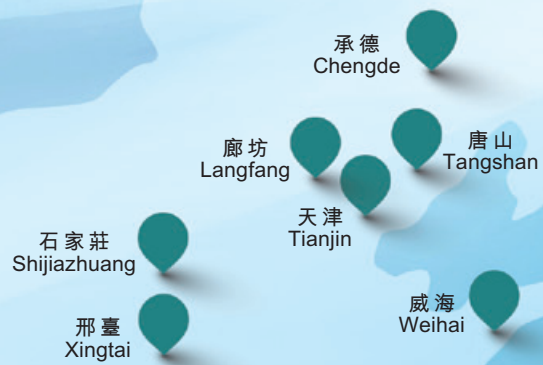 承德
Chengde
廊坊
Langfang
唐山
Tangshan
天津
Tianjin
石家莊
Shijiazhuang
邢臺
Xingtai
威海
Weihai